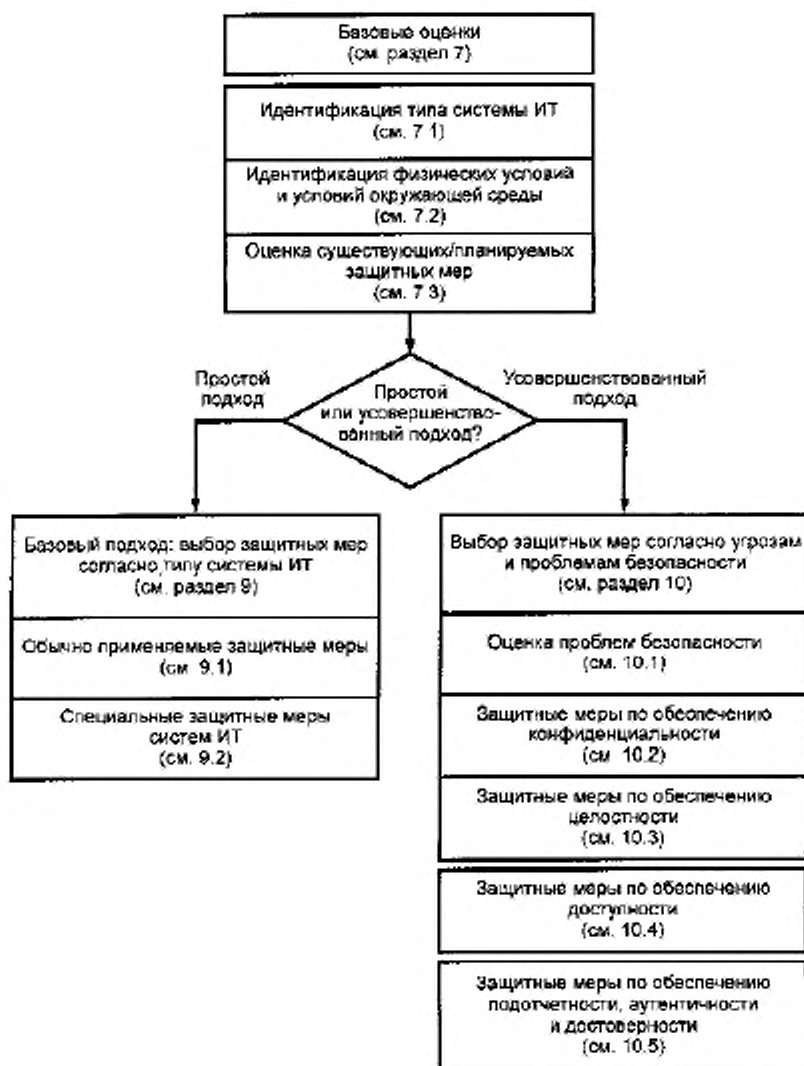 Базовые оценки
(см. раздел 7)
Идентификация типа системы ИТ
(см. 7 1)
Идентификация физических условий
и условий окружающей среды
(см. 7.2)
Оценка существующих/планируемых
защитных мер
(см. 7 3)
Простой
подход
Простой
или усовершенство-
ванный подход?
Усовершенствованный
подход
Базовый подход: выбор защитных мер
согласно типу системы ИТ
(см. раздел 9)
Обычно применяемые защитные меры
(см 9.1)
Специальные защитные меры
систем ИТ
(см. 9.2)
Выбор защитных мер согласно угрозам
и проблемам безопасности
(см. раздел 10)
Оценка проблем безопасности
(см. 10.1)
Защитные меры по обеспечению
конфиденциальности
(см 10.2)
Защитные меры по обеспечению
целостности
(см. 10.3)
Защитные меры по обеспечению
доступности
(см. 10.4)
Защитные меры по обеспечению
подотчетности, аутентичности
и достоверности
(см. 10.5)